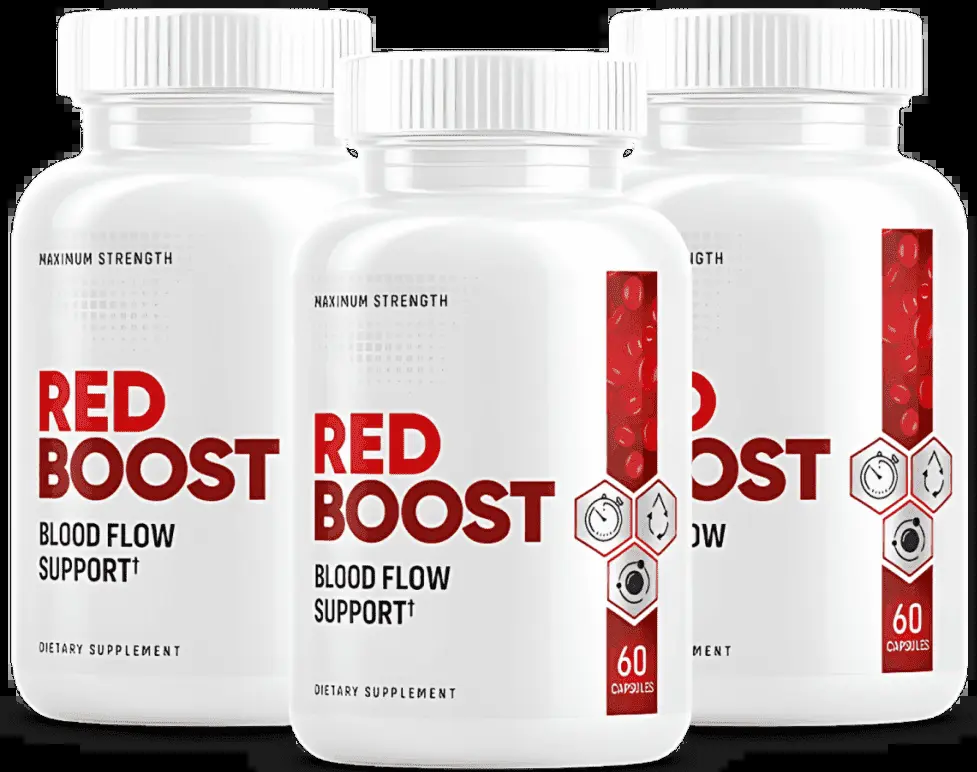 MAXINUM STRENGTH
RED
BOOST
BLOOD FLOW
SUPPORT†
DIETARY SUPPLEMENT
MAXINUM STRENGTH
RED
BOOST
BLOOD FLOW
SUPPORT†
DIETARY SUPPLEMENT
60
CAPSULES
NGTH
D
OST
OW
MENT
60
CAPSULES